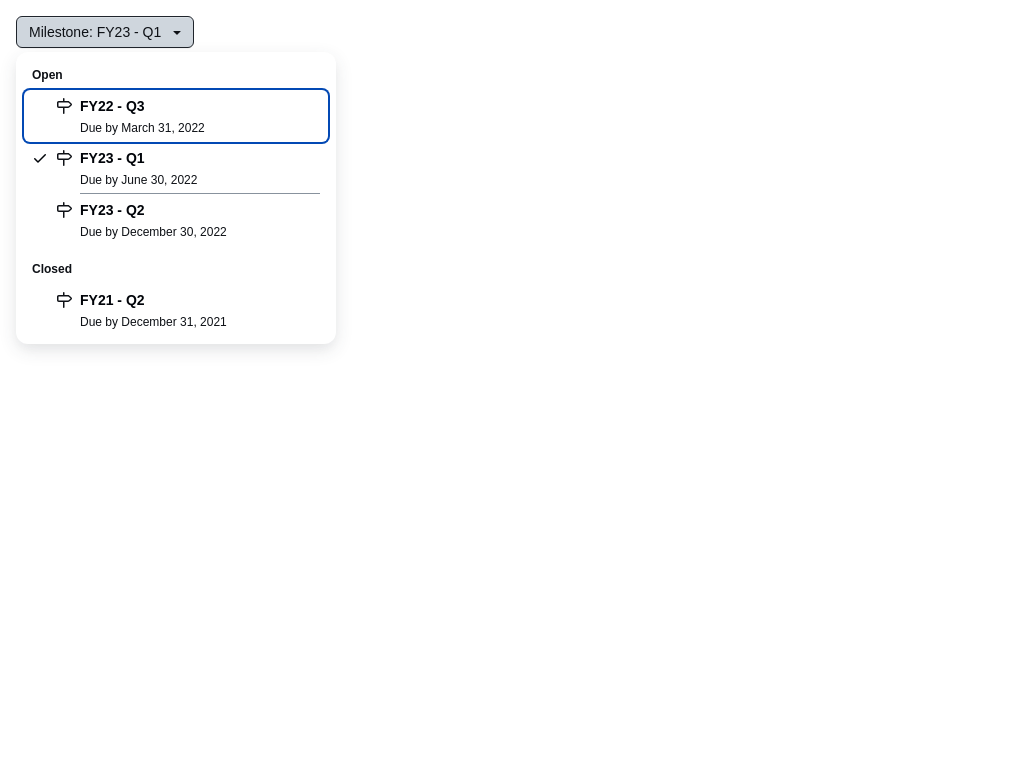 Milestone: FY23 - Q1
Open
FY22 - Q3
Due by March 31, 2022
FY23 - Q1
Due by June 30, 2022
FY23 - Q2
Due by December 30, 2022
Closed
FY21 - Q2
Due by December 31, 2021